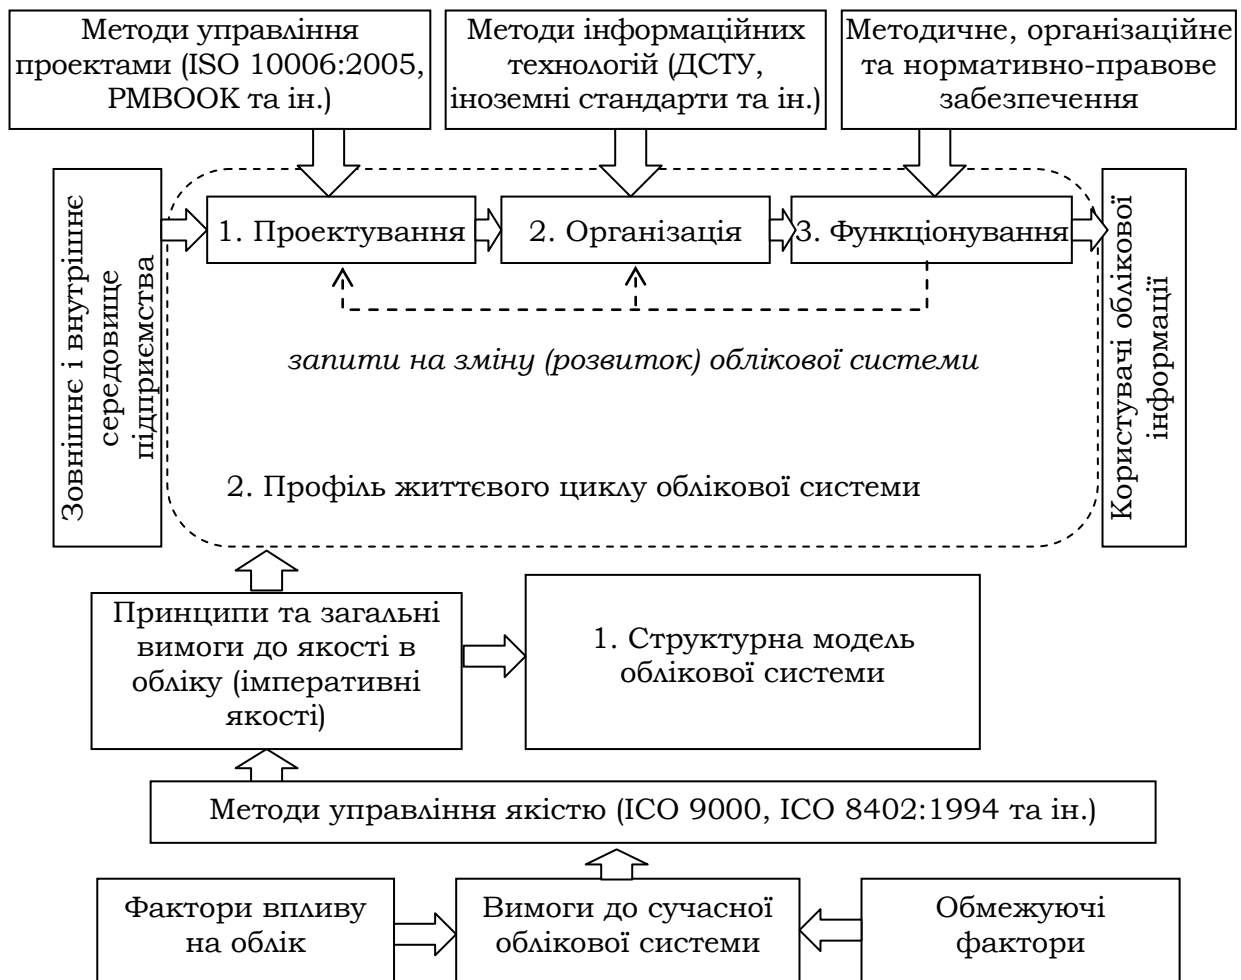 Методи управління
проектами (ISO 10006:2005,
PMBOOK та ін.)
Методи інформаційних
технологій (ДСТУ,
іноземні стандарти та ін.)
Методичне, організаційне
та нормативно-правове
забезпечення
Зовнішнє і внутрішнє
середовище
підприємства
1. Проектування
2. Організація
3. Функціонування
Користувачі облікової
інформації
запити на зміну (розвиток) облікової системи
2. Профіль життєвого циклу облікової системи
Принципи та загальні
вимоги до якості в
обліку (імперативні
якості)
1. Структурна модель
облікової системи
Методи управління якістю (ІСО 9000, ІСО 8402:1994 та ін.)
Фактори впливу
на облік
Вимоги до сучасної
облікової системи
Обмежуючі
фактори